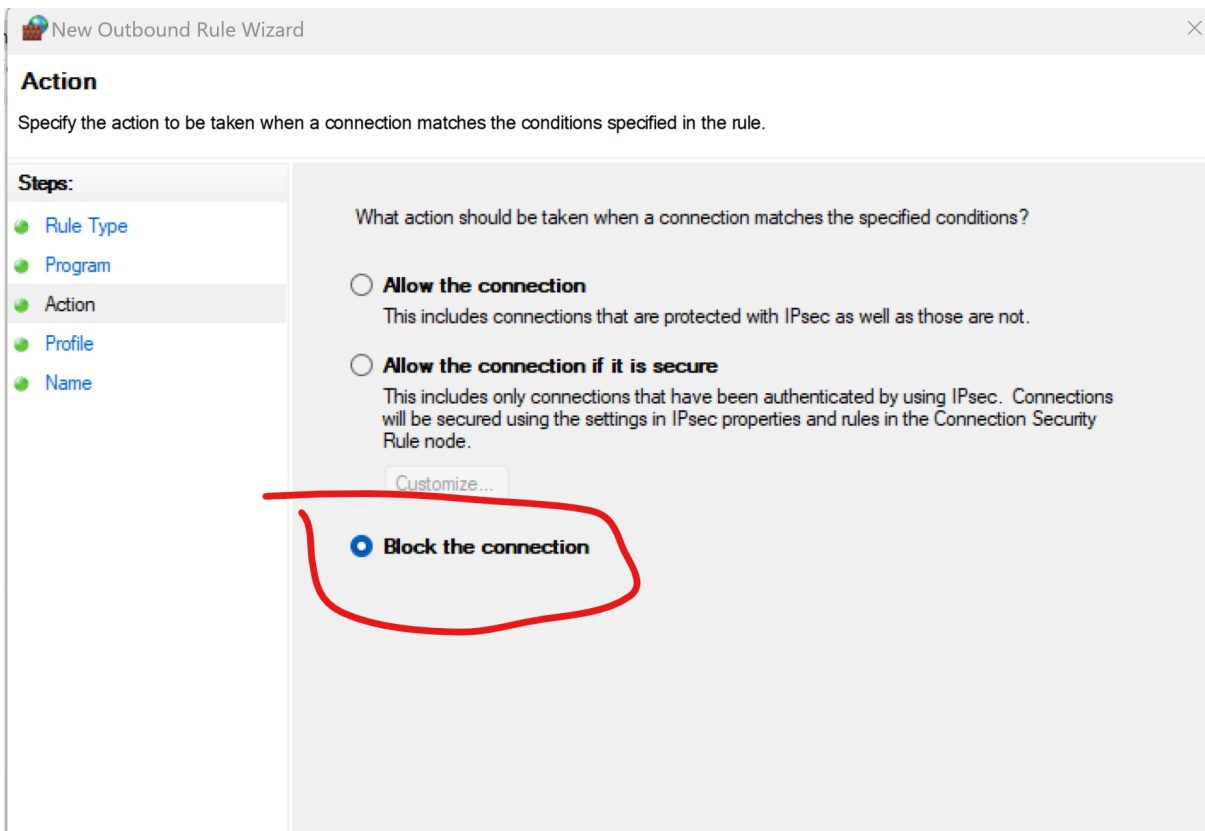 New Outbound Rule Wizard
Action
Specify the action to be taken when a connection matches the conditions specified in the rule.
Steps:
Rule Type
Program
Action
Profile
Name
What action should be taken when a connection matches the specified conditions?
Allow the connection
This includes connections that are protected with IPsec as well as those are not.
Allow the connection if it is secure
This includes only connections that have been authenticated by using IPsec. Connections
will be secured using the settings in IPsec properties and rules in the Connection Security
Rule node.
Customize...
Block the connection